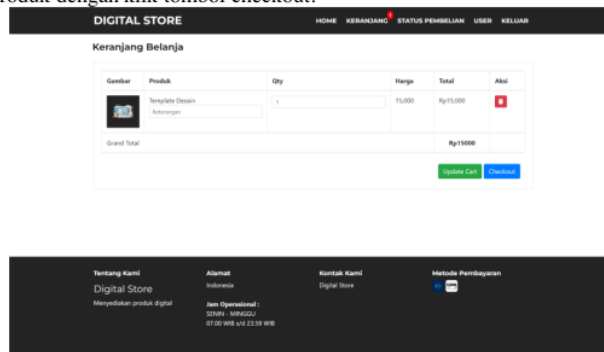 produk dengan klik tombol checkout.
DIGITAL STORE
HOME KERANJANG STATUS PEMBELIAN USER KELUAR
Keranjang Belanja
Gambar Produk Qty Harga Total Aksi
Template Desain 1 15,000 Rp15,000
Keterangan
Grand Total Rp15000
Update Cart Checkout
Tentang Kami Alamat Kontak Kami Metode Pembayaran
Digital Store Indonesia Digital Store
Menyediakan produk digital
Jam Operasional :
SENIN - MINGGU
07.00 WIB s/d 23.59 WIB